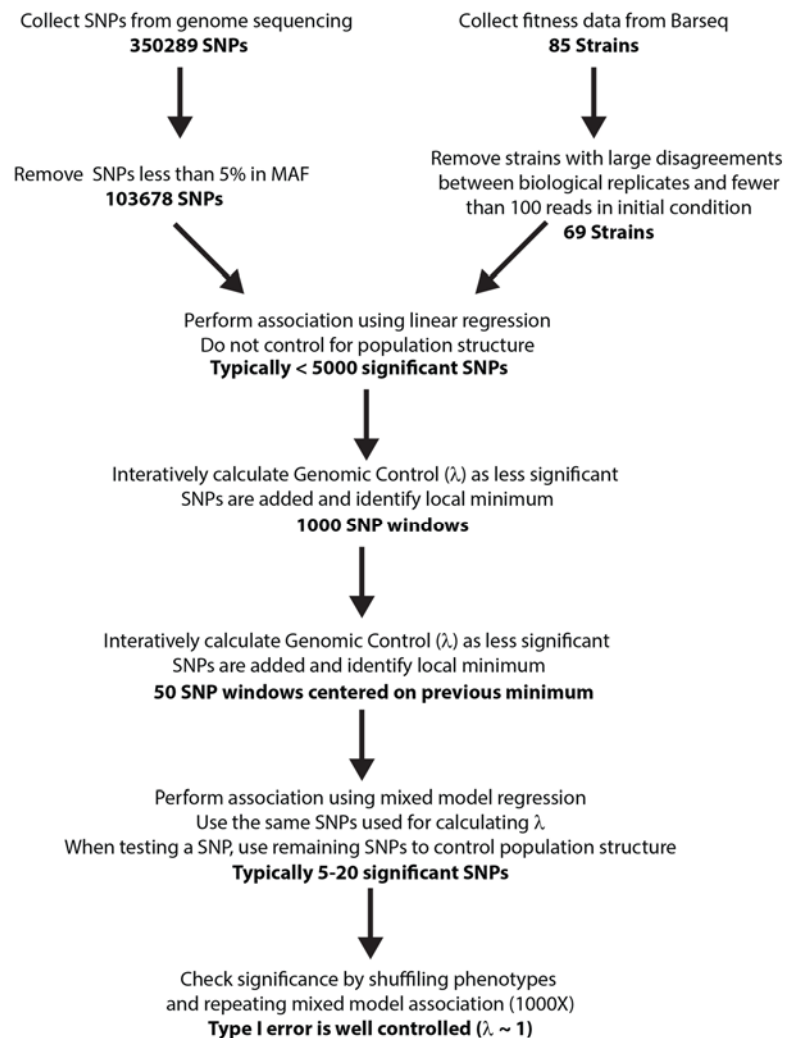 Collect SNPs from genome sequencing
350289 SNPs
Collect fitness data from Barseq
85 Strains
Remove SNPs less than 5% in MAF
103678 SNPs
Remove strains with large disagreements
between biological replicates and fewer
than 100 reads in initial condition
69 Strains
Perform association using linear regression
Do not control for population structure
Typically < 5000 significant SNPs
Interatively calculate Genomic Control (λ) as less significant
SNPs are added and identify local minimum
1000 SNP windows
Interatively calculate Genomic Control (λ) as less significant
SNPs are added and identify local minimum
50 SNP windows centered on previous minimum
Perform association using mixed model regression
Use the same SNPs used for calculating λ
When testing a SNP, use remaining SNPs to control population structure
Typically 5-20 significant SNPs
Check significance by shuffiling phenotypes
and repeating mixed model association (1000X)
Type I error is well controlled (λ ~ 1)